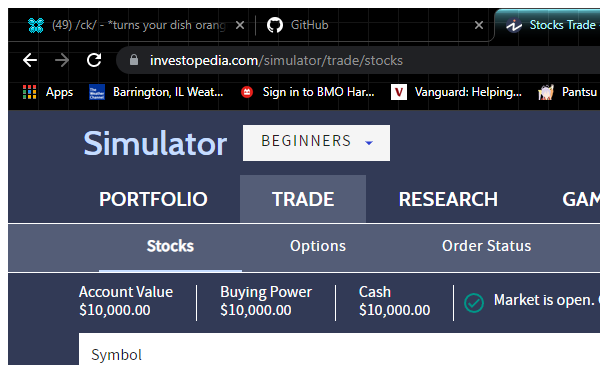 (49) /ck/ - *turns your dish orang
GitHub
Stocks Trade
investopedia.com/simulator/trade/stocks
Apps
Barrington, IL Weat...
Sign in to BMO Har...
V Vanguard: Helping...
Pantsu
Simulator
BEGINNERS
PORTFOLIO TRADE RESEARCH GAM
Stocks Options Order Status
Account Value Buying Power Cash
$10,000.00 $10,000.00 $10,000.00
Market is open.
Symbol